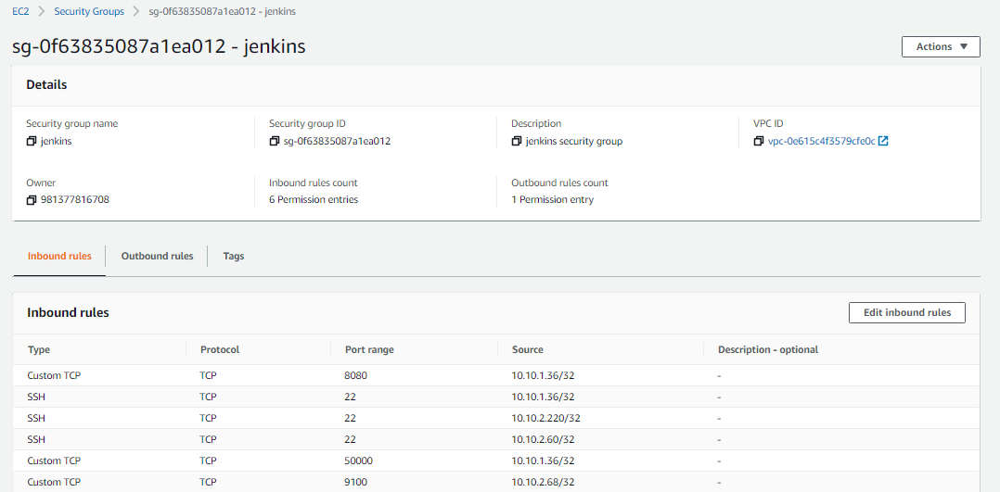 EC2 > Security Groups > sg-0f63835087a1ea012 - jenkins
sg-0f63835087a1ea012 - jenkins
Actions ▼
Details
Security group name Security group ID Description VPC ID
jenkins sg-0f63835087a1ea012 jenkins security group vpc-0e615c4f3579cfe0c
Owner Inbound rules count Outbound rules count
981377816708 6 Permission entries 1 Permission entry
Inbound rules Outbound rules Tags
Inbound rules Edit inbound rules
Type Protocol Port range Source Description - optional
Custom TCP TCP 8080 10.10.1.36/32 -
SSH TCP 22 10.10.1.36/32 -
SSH TCP 22 10.10.2.220/32 -
SSH TCP 22 10.10.2.60/32 -
Custom TCP TCP 50000 10.10.1.36/32 -
Custom TCP TCP 9100 10.10.2.68/32 -